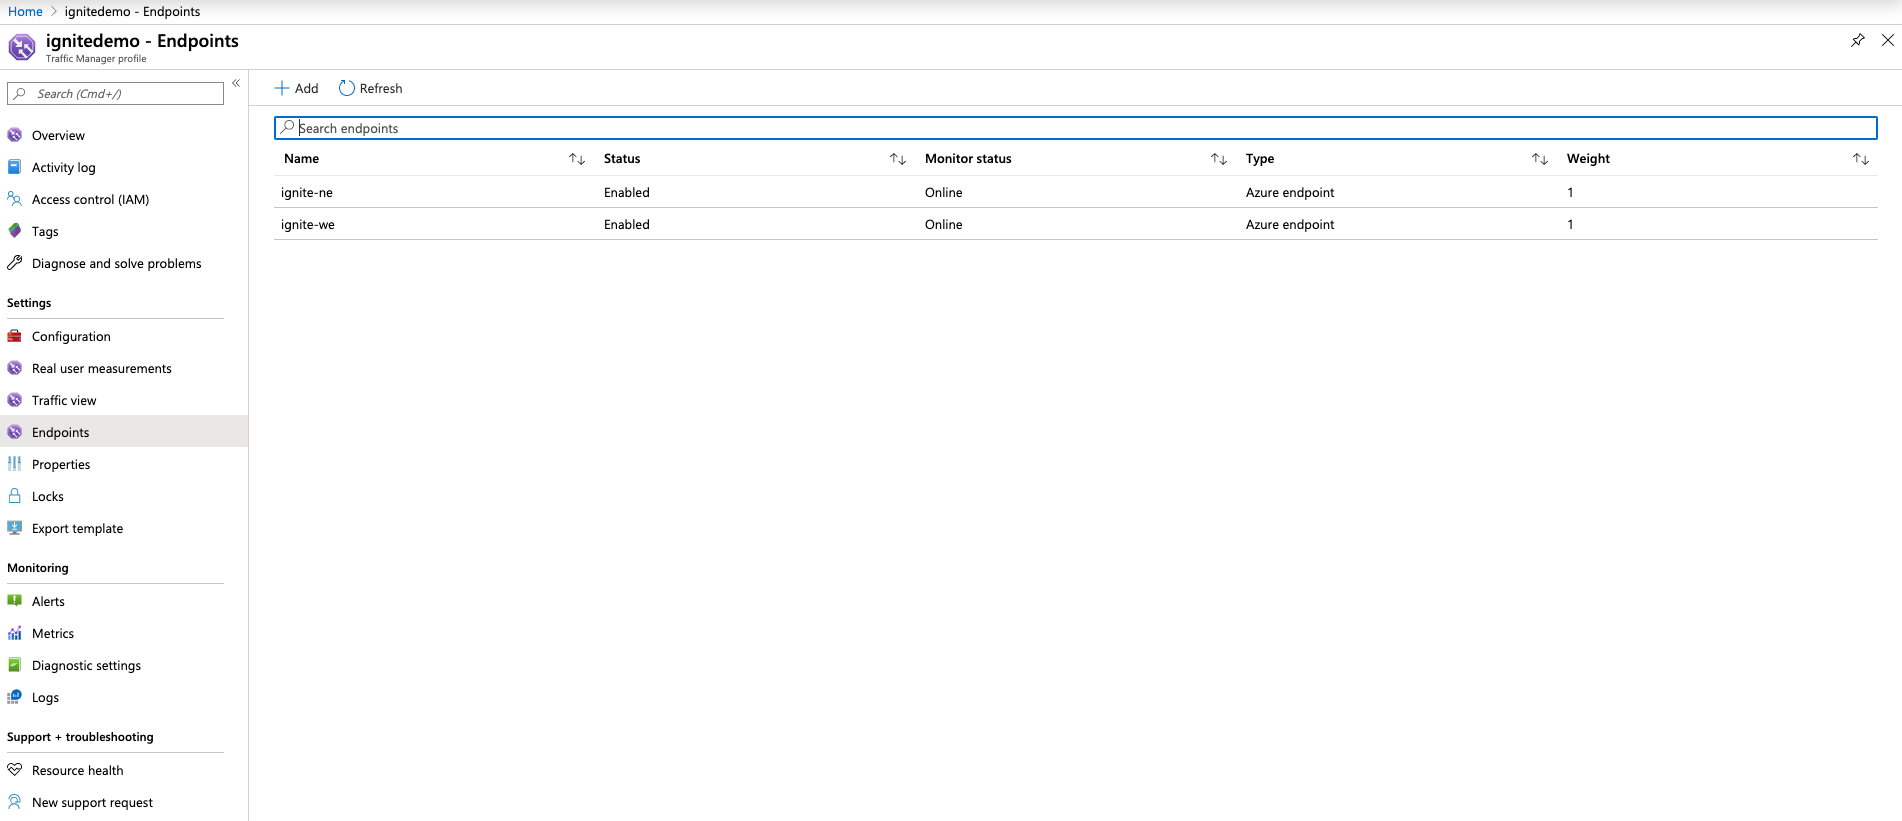 Home > ignitedemo - Endpoints
ignitedemo - Endpoints
Traffic Manager profile
Search (Cmd+/)
«
Overview
Activity log
Access control (IAM)
Tags
Diagnose and solve problems
Settings
Configuration
Real user measurements
Traffic view
Endpoints
Properties
Locks
Export template
Monitoring
Alerts
Metrics
Diagnostic settings
Logs
Support + troubleshooting
Resource health
New support request
Add Refresh
Search endpoints
Name Status Monitor status Type Weight
ignite-ne Enabled Online Azure endpoint 1
ignite-we Enabled Online Azure endpoint 1